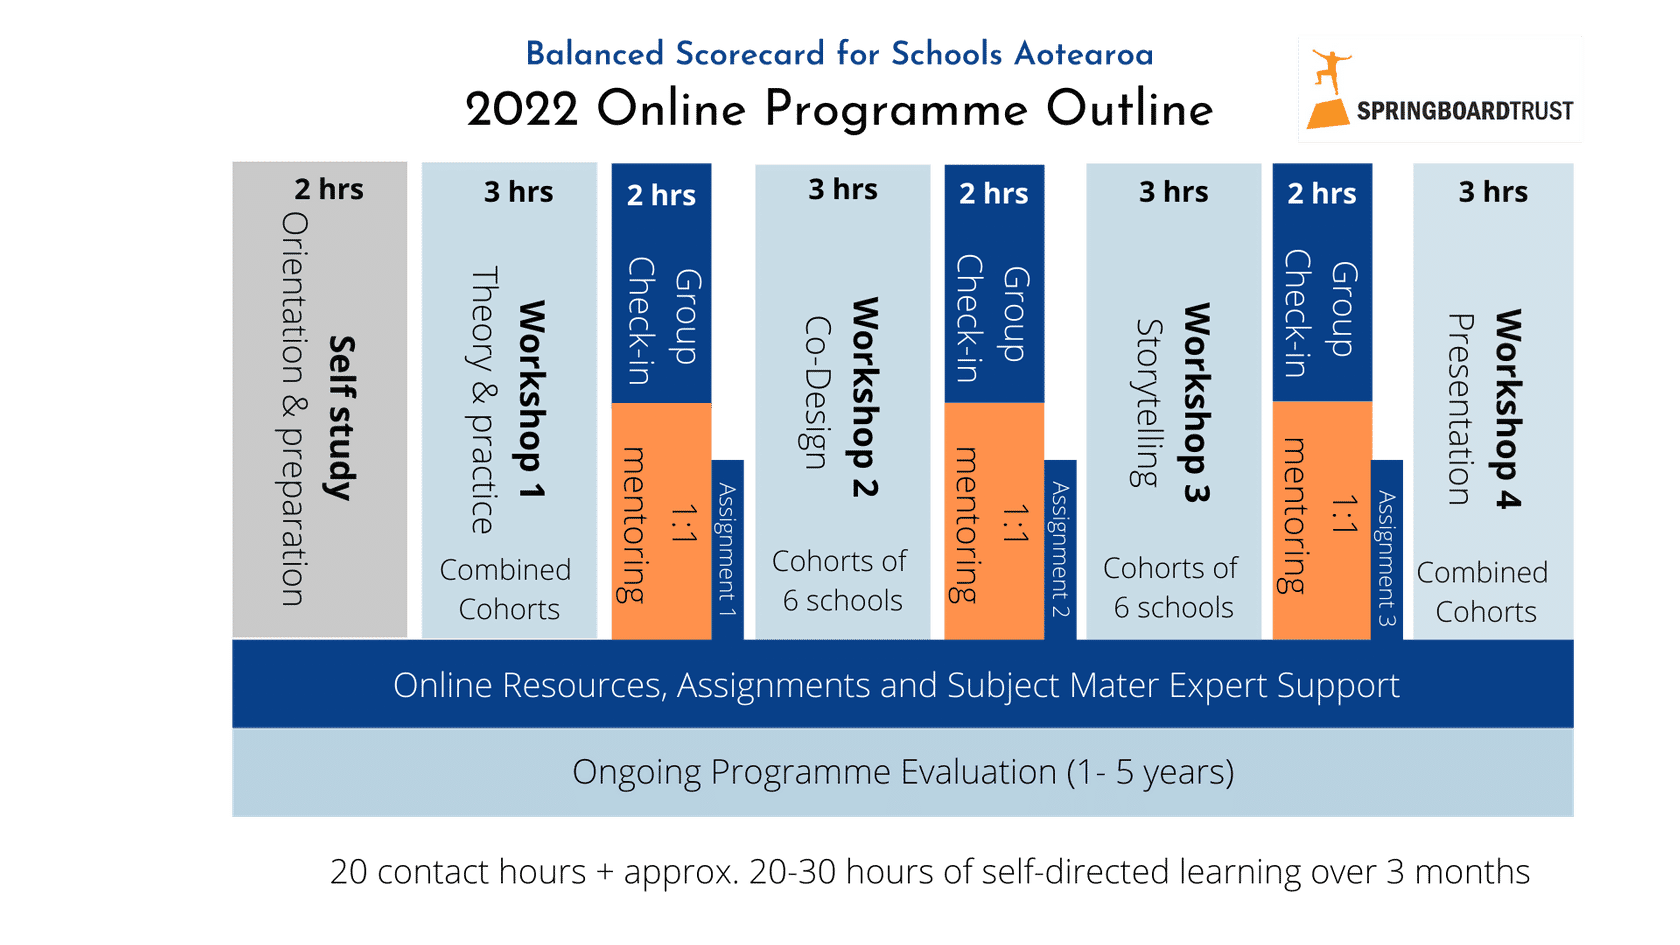 Balanced Scorecard for Schools Aotearoa
2022 Online Programme Outline
SPRINGBOARDTRUST
2 hrs
Self study
Orientation & preparation
3 hrs
Workshop 1
Theory & practice
Combined
Cohorts
2 hrs
Group
Check-in
1:1
mentoring
Assignment 1
3 hrs
Workshop 2
Co-Design
Cohorts of
6 schools
2 hrs
Group
Check-in
1:1
mentoring
Assignment 2
3 hrs
Workshop 3
Storytelling
Cohorts of
6 schools
2 hrs
Group
Check-in
1:1
mentoring
Assignment 3
3 hrs
Workshop 4
Presentation
Combined
Cohorts
Online Resources, Assignments and Subject Mater Expert Support
Ongoing Programme Evaluation (1- 5 years)
20 contact hours + approx. 20-30 hours of self-directed learning over 3 months